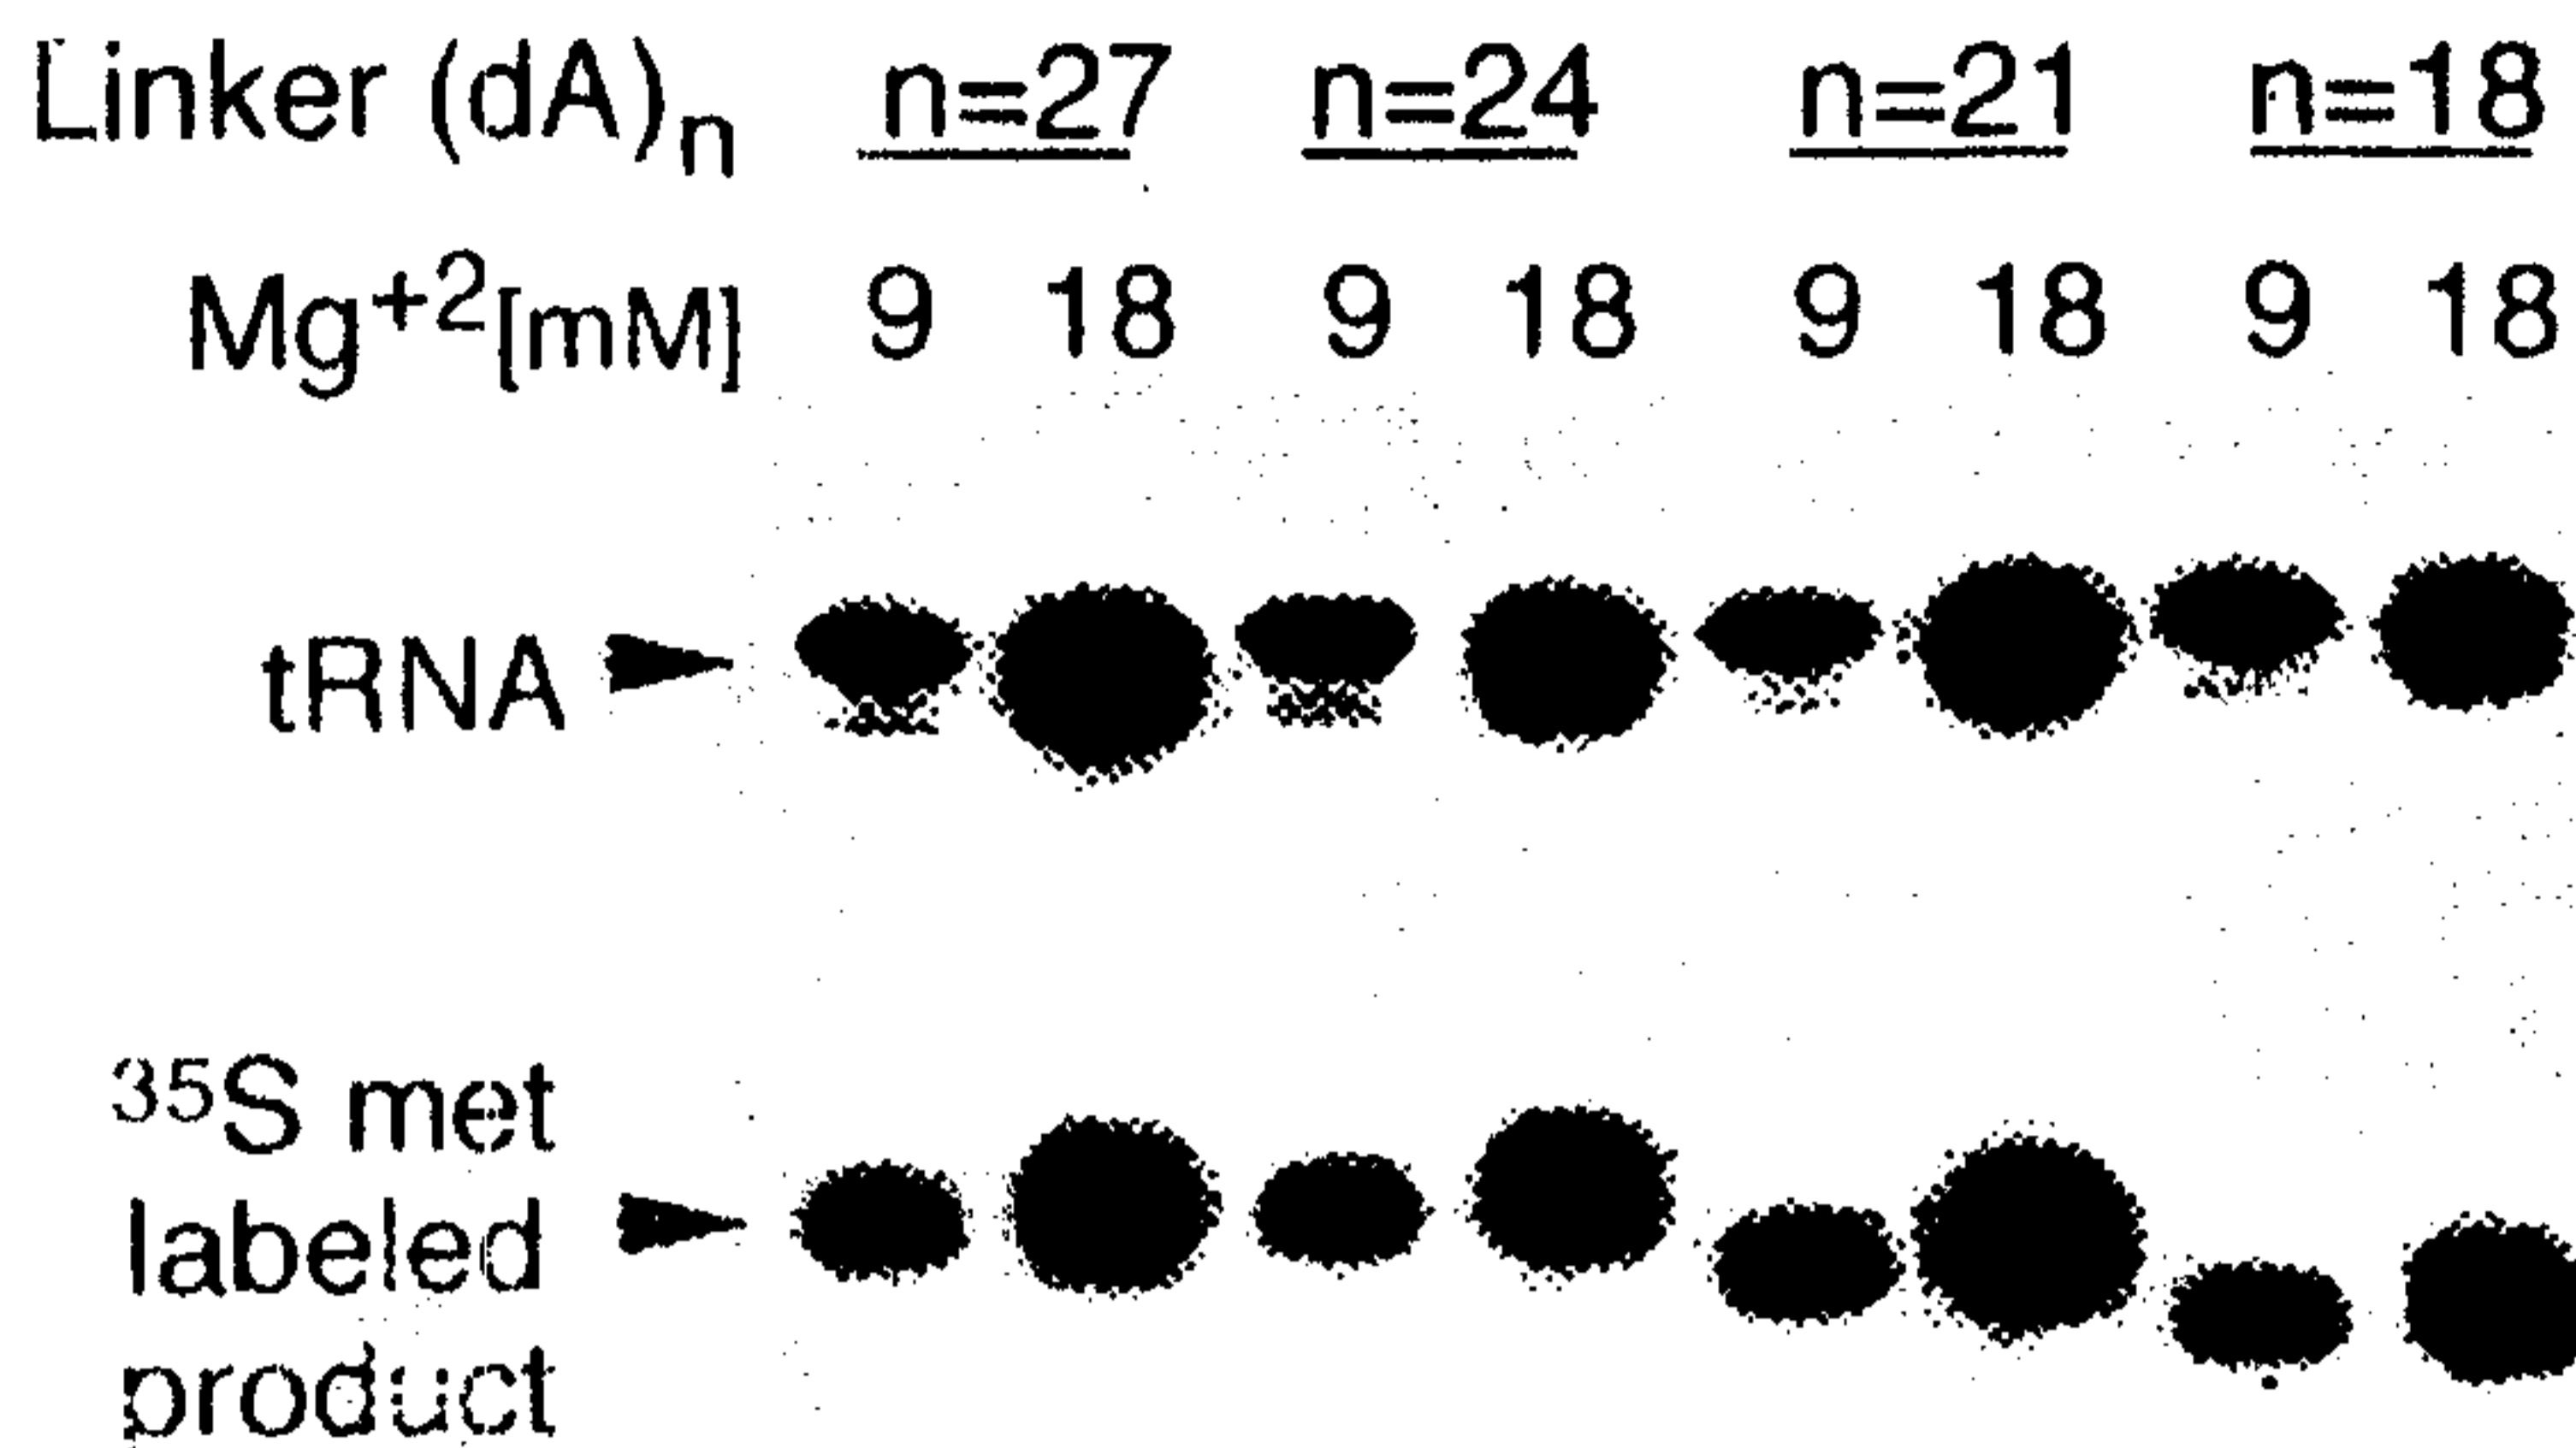 Linker (dA)n n=27 n=24 n=21 n=18
Mg+2[mM] 9 18 9 18 9 18 9 18
tRNA
35S met
labeled
product